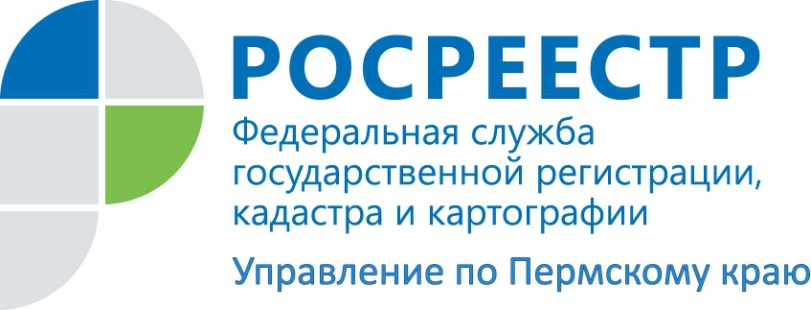 РОСРЕЕСТР
Федеральная служба
государственной регистрации,
кадастра и картографии
Управление по Пермскому краю